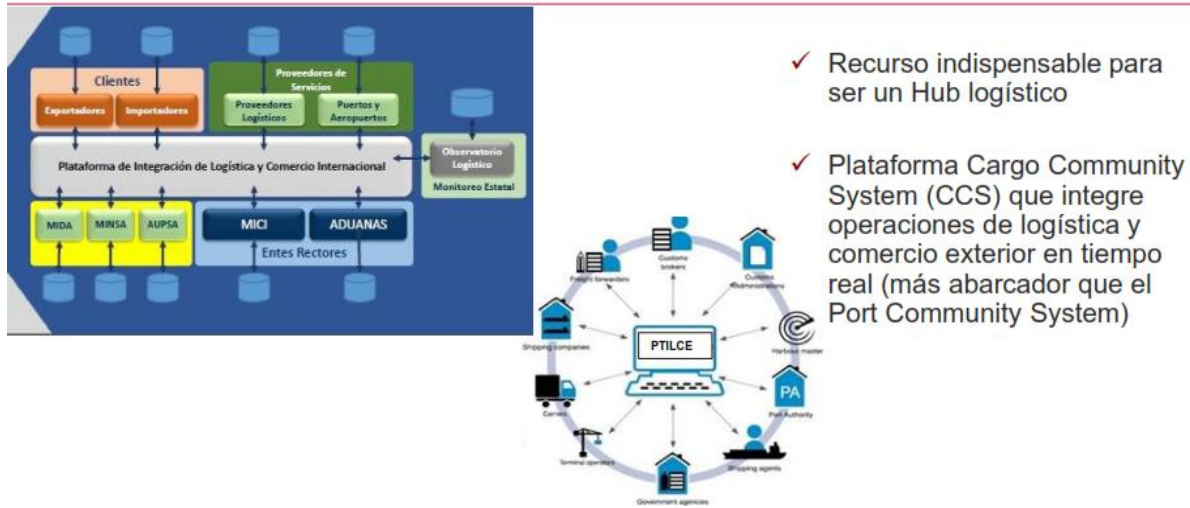 Clientes
Exportadores
Importadores
Proveedores de
Servicios
Proveedores
Logísticos
Puertos y
Aeropuertos
Plataforma de Integración de Logística y Comercio Internacional
Observatorio
Logístico
Monitoreo Estatal
MIDA
MINSA
AUPSA
MICI
ADUANAS
Entes Rectores
✓ Recurso indispensable para
ser un Hub logístico
✓ Plataforma Cargo Community
System (CCS) que integre
operaciones de logística y
comercio exterior en tiempo
real (más abarcador que el
Port Community System)
Customs
brokers
Freight forwarders
Customs
Administrations
Shipping companies
PTILCE
Harbour master
Carriers
PA
Port Authority
Terminal operators
Shipping agents
Government agencies